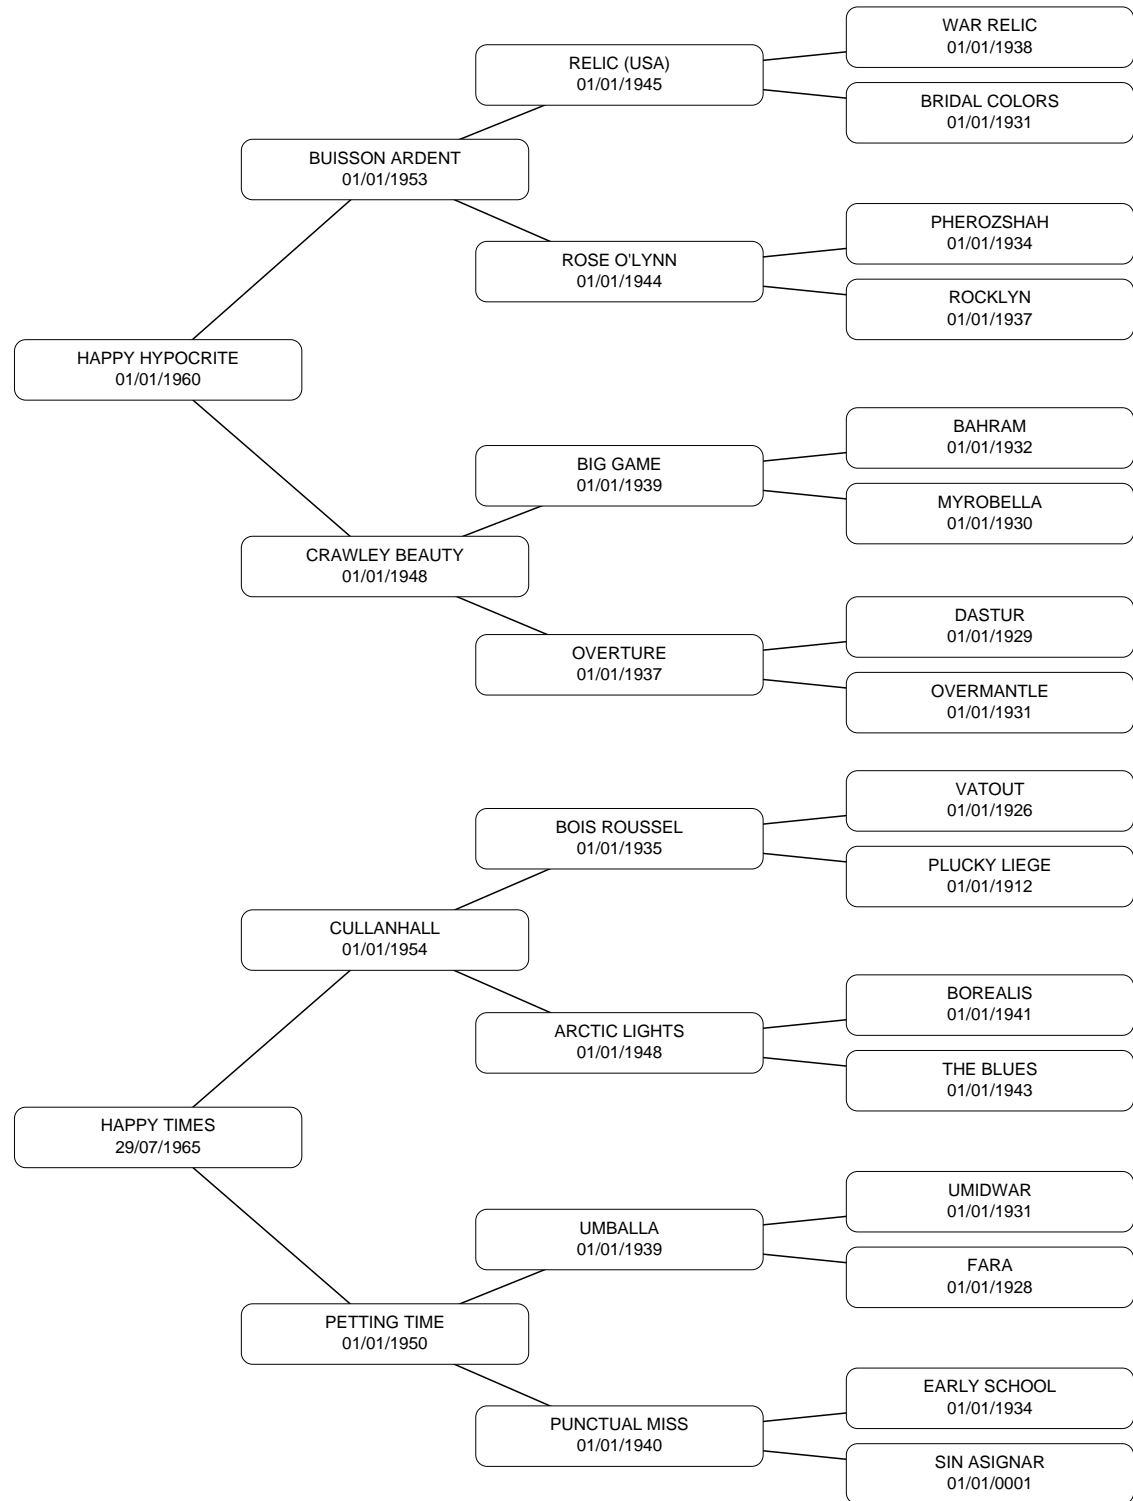 WAR RELIC
01/01/1938
RELIC (USA)
01/01/1945
BRIDAL COLORS
01/01/1931
BUISSON ARDENT
01/01/1953
PHEROZSHAH
01/01/1934
ROSE O'LYNN
01/01/1944
ROCKLYN
01/01/1937
HAPPY HYPOCRITE
01/01/1960
BAHRAM
01/01/1932
BIG GAME
01/01/1939
MYROBELLA
01/01/1930
CRAWLEY BEAUTY
01/01/1948
DASTUR
01/01/1929
OVERTURE
01/01/1937
OVERMANTLE
01/01/1931
VATOUT
01/01/1926
BOIS ROUSSEL
01/01/1935
PLUCKY LIEGE
01/01/1912
CULLANHALL
01/01/1954
BOREALIS
01/01/1941
ARCTIC LIGHTS
01/01/1948
THE BLUES
01/01/1943
HAPPY TIMES
29/07/1965
UMIDWAR
01/01/1931
UMBALLA
01/01/1939
FARA
01/01/1928
PETTING TIME
01/01/1950
EARLY SCHOOL
01/01/1934
PUNCTUAL MISS
01/01/1940
SIN ASIGNAR
01/01/0001